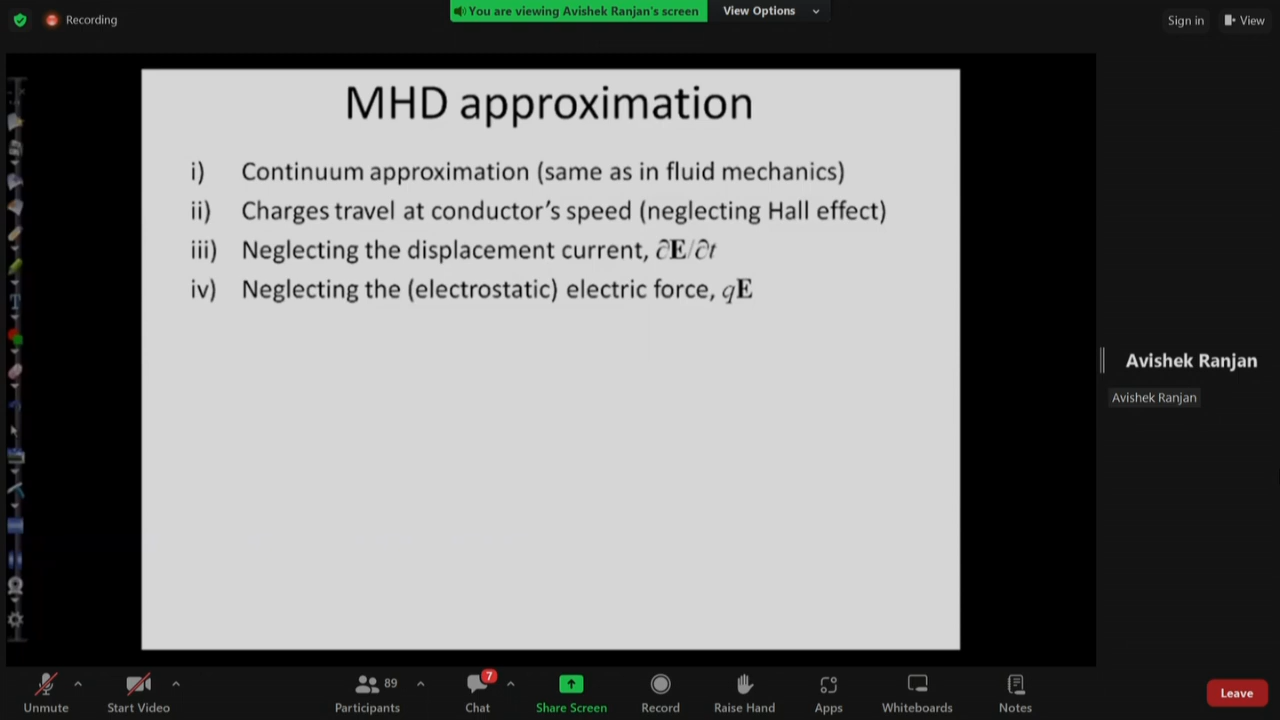 Recording
You are viewing Avishek Ranjan's screen
View Options
Sign in
View
MHD approximation
i) Continuum approximation (same as in fluid mechanics)
ii) Charges travel at conductor's speed (neglecting Hall effect)
iii) Neglecting the displacement current, ∂E/∂t
iv) Neglecting the (electrostatic) electric force, qE
Avishek Ranjan
Avishek Ranjan
T
89
7
Unmute
Start Video
Participants
Chat
Share Screen
Record
Raise Hand
Apps
Whiteboards
Notes
Leave